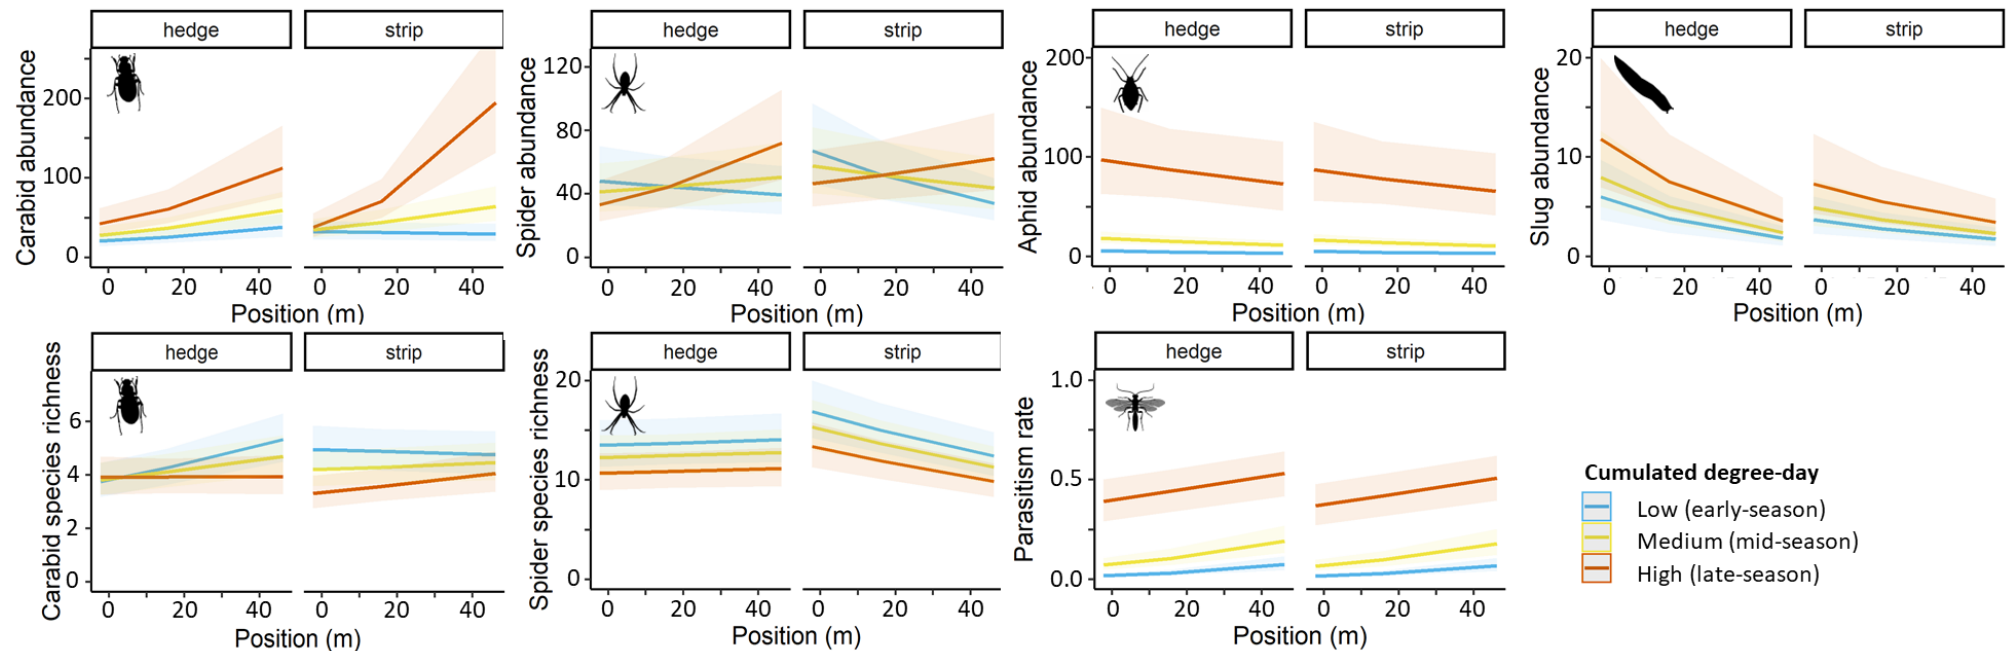 hedge strip
Carabid abundance
200
100
0
0 20 40 0 20 40
Position (m)
hedge strip
Spider abundance
120
80
40
0
0 20 40 0 20 40
Position (m)
hedge strip
Aphid abundance
200
100
0
0 20 40 0 20 40
Position (m)
hedge strip
Slug abundance
20
10
0
0 20 40 0 20 40
Position (m)
hedge strip
Carabid species richness
6
4
2
0
0 20 40 0 20 40
Position (m)
hedge strip
Spider species richness
20
10
0
0 20 40 0 20 40
Position (m)
hedge strip
Parasitism rate
1.0
0.5
0.0
0 20 40 0 20 40
Position (m)
Cumulated degree-day
Low (early-season)
Medium (mid-season)
High (late-season)